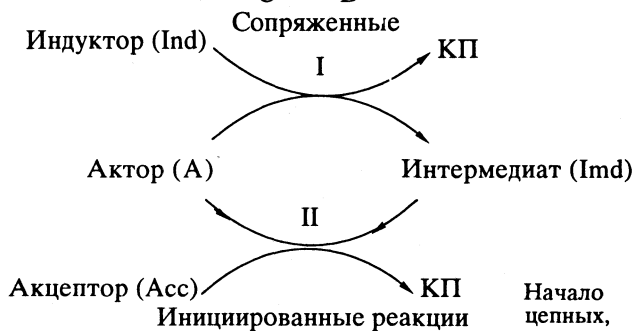 Сопряженные
Индуктор (Ind)
КП
I
Актор (А)
Интермедиат (Imd)
II
Акцептор (Acc)
КП
Начало
Инициированные реакции
цепных,